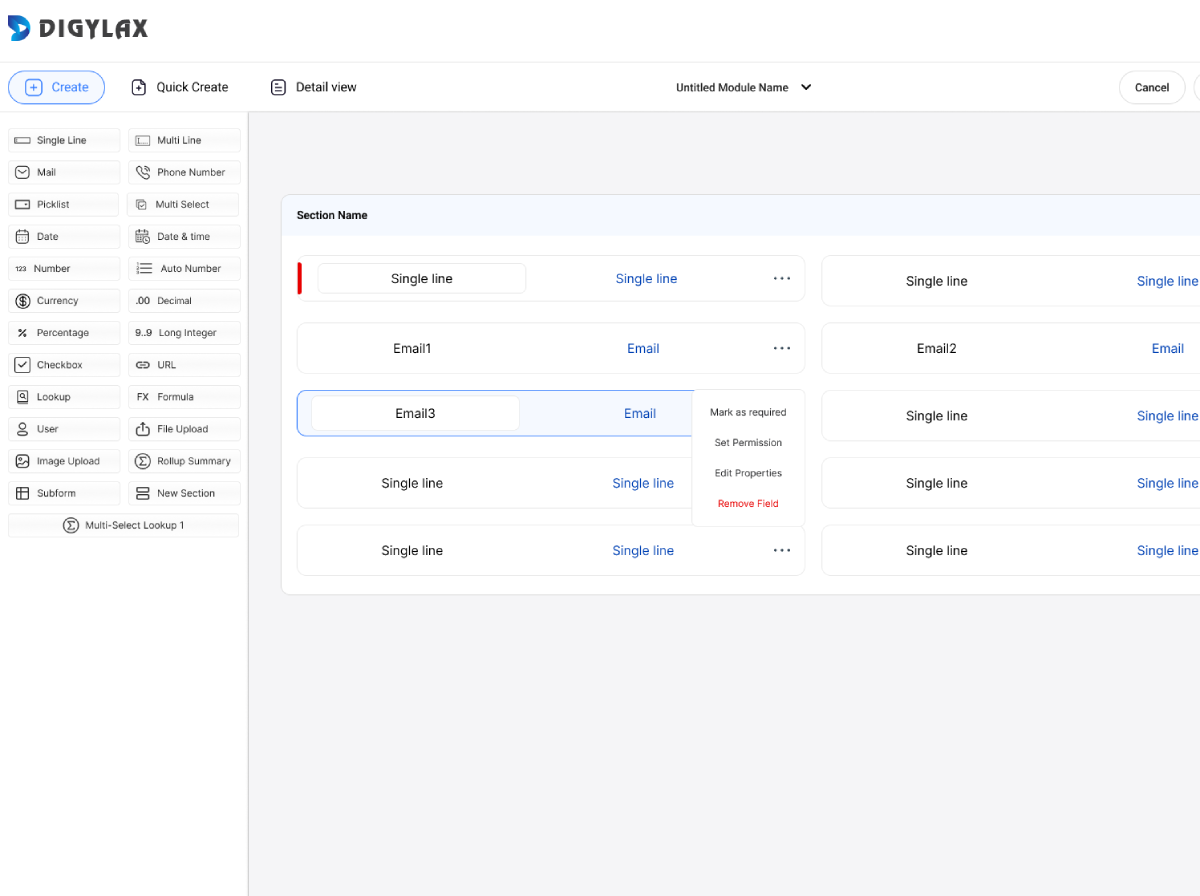 DIGYLAX
Create Quick Create Detail view Untitled Module Name Cancel
Single Line Multi Line
Mail Phone Number
Picklist Multi Select
Date Date & time
123 Number Auto Number
Currency .00 Decimal
Percentage 9..9 Long Integer
Checkbox URL
Lookup FX Formula
User File Upload
Image Upload Rollup Summary
Subform New Section
Multi-Select Lookup 1
Section Name
Single line Single line ... Single line Single line
Email1 Email ... Email2 Email
Email3 Email Single line Single line
Mark as required
Set Permission
Edit Properties
Remove Field
Single line Single line Single line Single line
Single line Single line ... Single line Single line